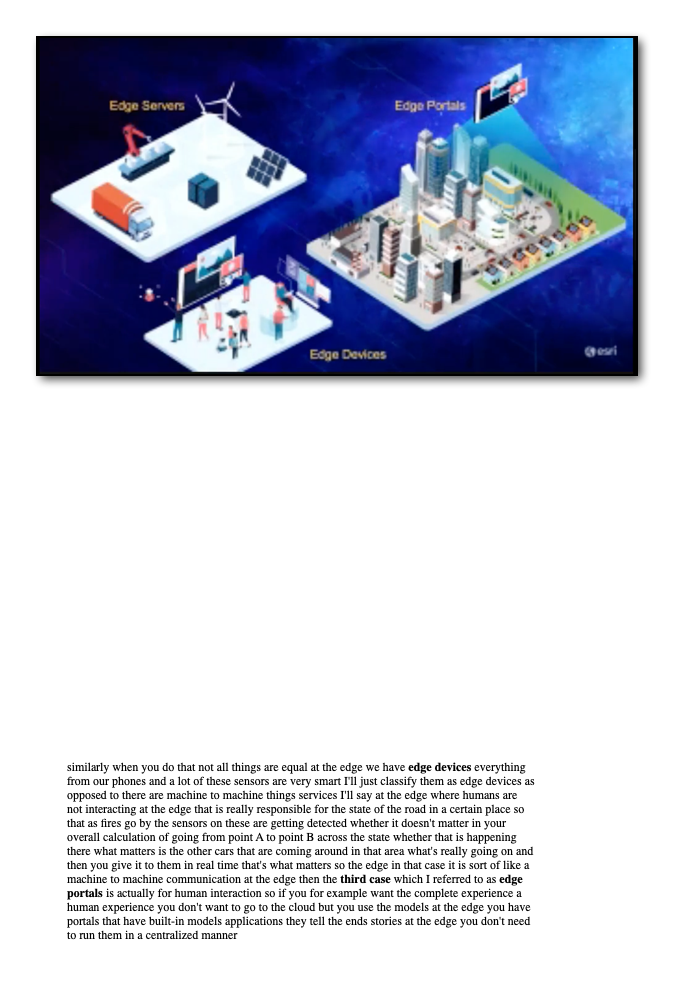 Edge Servers
Edge Portals
Edge Devices
esri
similarly when you do that not all things are equal at the edge we have edge devices everything
from our phones and a lot of these sensors are very smart I'll just classify them as edge devices as
opposed to there are machine to machine things services I'll say at the edge where humans are
not interacting at the edge that is really responsible for the state of the road in a certain place so
that as fires go by the sensors on these are getting detected whether it doesn't matter in your
overall calculation of going from point A to point B across the state whether that is happening
there what matters is the other cars that are coming around in that area what's really going on and
then you give it to them in real time that's what matters so the edge in that case it is sort of like a
machine to machine communication at the edge then the third case which I referred to as edge
portals is actually for human interaction so if you for example want the complete experience a
human experience you don't want to go to the cloud but you use the models at the edge you have
portals that have built-in models applications they tell the ends stories at the edge you don't need
to run them in a centralized manner